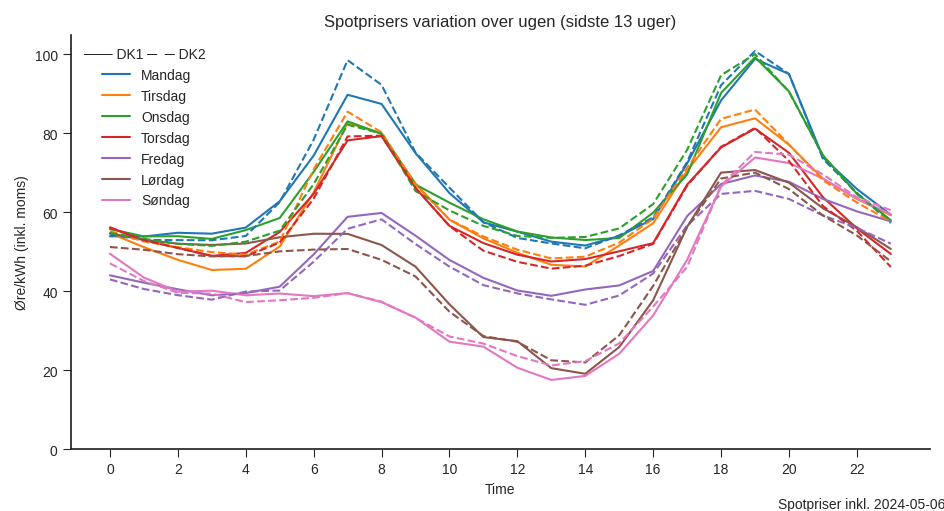 Spotprisers variation over ugen (sidste 13 uger)
DK1 DK2
Mandag
Tirsdag
Onsdag
Torsdag
Fredag
Lørdag
Søndag
Øre/kWh (inkl. moms)
100
80
60
40
20
0
0 2 4 6 8 10 12 14 16 18 20 22
Time
Spotpriser inkl. 2024-05-06